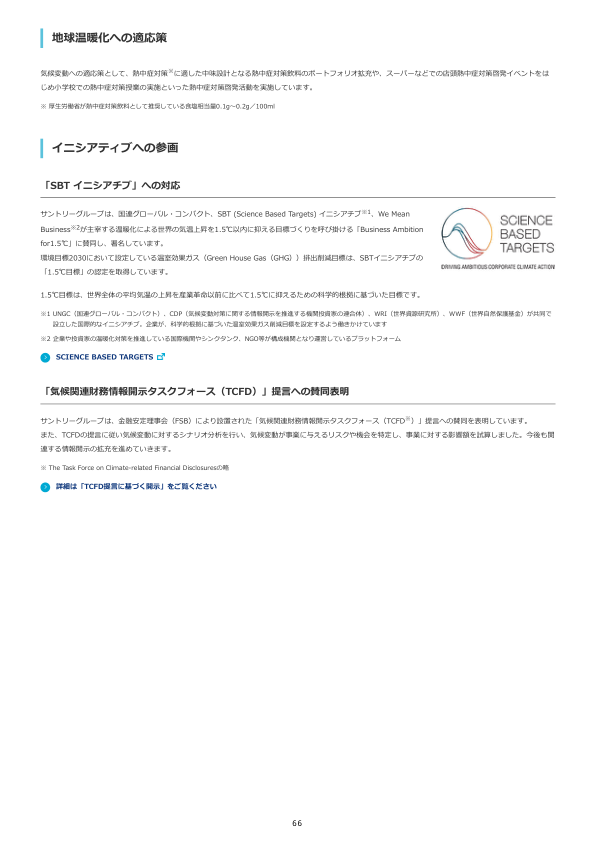 地球温暖化への適応策
気候変動への適応策として、熱中症対策※に適した中味設計となる熱中症対策飲料のポートフォリオ拡充や、スーパーなどでの店頭熱中症対策啓発イベントをは
じめ小学校での熱中症対策授業の実施といった熱中症対策啓発活動を実施しています。
※ 厚生労働省が熱中症対策飲料として推奨している食塩相当量0.1g〜0.2g／100ml
イニシアティブへの参画
「SBT イニシアチブ」への対応
サントリーグループは、国連グローバル・コンパクト、SBT (Science Based Targets) イニシアチブ※1、We Mean
Business※2が主宰する温暖化による世界の気温上昇を1.5℃以内に抑える目標づくりを呼び掛ける「Business Ambition
for1.5℃」に賛同し、署名しています。
環境目標2030において設定している温室効果ガス（Green House Gas（GHG））排出削減目標は、SBTイニシアチブの
「1.5℃目標」の認定を取得しています。
SCIENCE
BASED
TARGETS
DRIVING AMBITIOUS CORPORATE CLIMATE ACTION
1.5℃目標は、世界全体の平均気温の上昇を産業革命以前に比べて1.5℃に抑えるための科学的根拠に基づいた目標です。
※1 UNGC（国連グローバル・コンパクト）、CDP（気候変動対策に関する情報開示を推進する機関投資家の連合体）、WRI（世界資源研究所）、WWF（世界自然保護基金）が共同で
設立した国際的なイニシアチブ。企業が、科学的根拠に基づいた温室効果ガス削減目標を設定するよう働きかけています
※2 企業や投資家の温暖化対策を推進している国際機関やシンクタンク、NGO等が構成機関となり運営しているプラットフォーム
SCIENCE BASED TARGETS
「気候関連財務情報開示タスクフォース（TCFD）」提言への賛同表明
サントリーグループは、金融安定理事会（FSB）により設置された「気候関連財務情報開示タスクフォース（TCFD※）」提言への賛同を表明しています。
また、TCFDの提言に従い気候変動に対するシナリオ分析を行い、気候変動が事業に与えるリスクや機会を特定し、事業に対する影響額を試算しました。今後も関
連する情報開示の拡充を進めていきます。
※ The Task Force on Climate-related Financial Disclosuresの略
詳細は「TCFD提言に基づく開示」をご覧ください
66